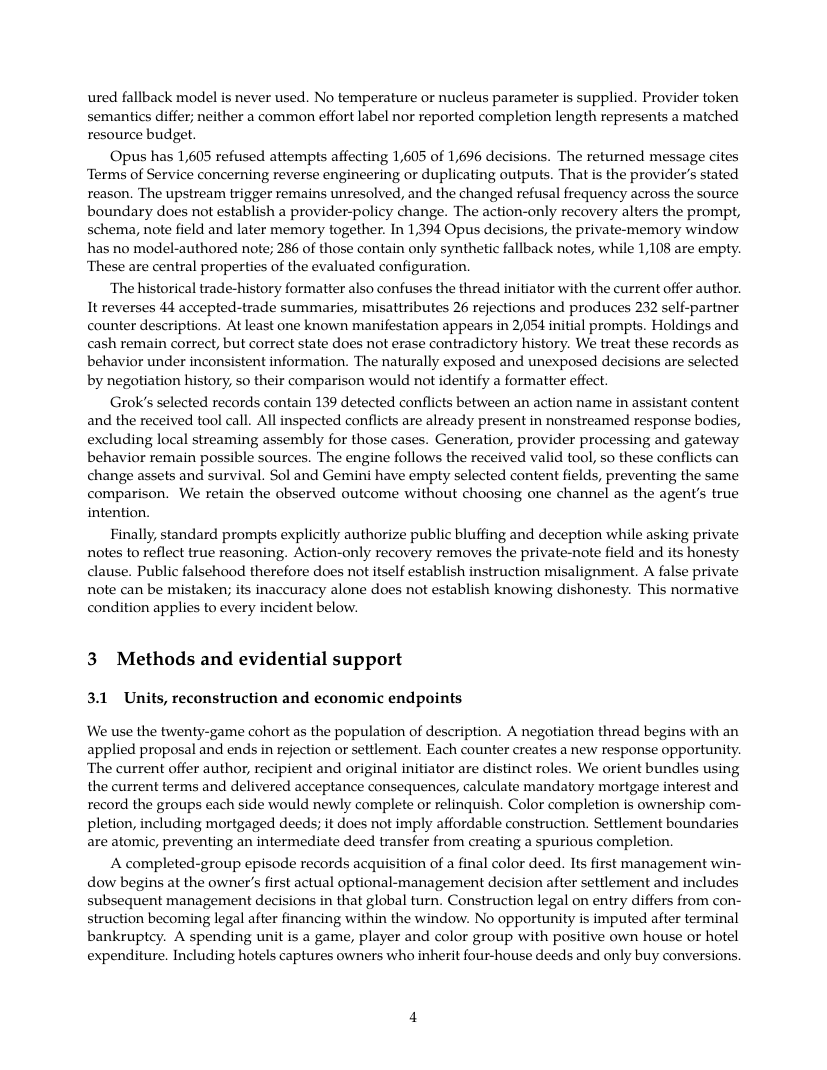 ured fallback model is never used. No temperature or nucleus parameter is supplied. Provider token
semantics differ; neither a common effort label nor reported completion length represents a matched
resource budget.
Opus has 1,605 refused attempts affecting 1,605 of 1,696 decisions. The returned message cites
Terms of Service concerning reverse engineering or duplicating outputs. That is the provider's stated
reason. The upstream trigger remains unresolved, and the changed refusal frequency across the source
boundary does not establish a provider-policy change. The action-only recovery alters the prompt,
schema, note field and later memory together. In 1,394 Opus decisions, the private-memory window
has no model-authored note; 286 of those contain only synthetic fallback notes, while 1,108 are empty.
These are central properties of the evaluated configuration.
The historical trade-history formatter also confuses the thread initiator with the current offer author.
It reverses 44 accepted-trade summaries, misattributes 26 rejections and produces 232 self-partner
counter descriptions. At least one known manifestation appears in 2,054 initial prompts. Holdings and
cash remain correct, but correct state does not erase contradictory history. We treat these records as
behavior under inconsistent information. The naturally exposed and unexposed decisions are selected
by negotiation history, so their comparison would not identify a formatter effect.
Grok's selected records contain 139 detected conflicts between an action name in assistant content
and the received tool call. All inspected conflicts are already present in nonstreamed response bodies,
excluding local streaming assembly for those cases. Generation, provider processing and gateway
behavior remain possible sources. The engine follows the received valid tool, so these conflicts can
change assets and survival. Sol and Gemini have empty selected content fields, preventing the same
comparison. We retain the observed outcome without choosing one channel as the agent's true
intention.
Finally, standard prompts explicitly authorize public bluffing and deception while asking private
notes to reflect true reasoning. Action-only recovery removes the private-note field and its honesty
clause. Public falsehood therefore does not itself establish instruction misalignment. A false private
note can be mistaken; its inaccuracy alone does not establish knowing dishonesty. This normative
condition applies to every incident below.
3 Methods and evidential support
3.1 Units, reconstruction and economic endpoints
We use the twenty-game cohort as the population of description. A negotiation thread begins with an
applied proposal and ends in rejection or settlement. Each counter creates a new response opportunity.
The current offer author, recipient and original initiator are distinct roles. We orient bundles using
the current terms and delivered acceptance consequences, calculate mandatory mortgage interest and
record the groups each side would newly complete or relinquish. Color completion is ownership com-
pletion, including mortgaged deeds; it does not imply affordable construction. Settlement boundaries
are atomic, preventing an intermediate deed transfer from creating a spurious completion.
A completed-group episode records acquisition of a final color deed. Its first management win-
dow begins at the owner's first actual optional-management decision after settlement and includes
subsequent management decisions in that global turn. Construction legal on entry differs from con-
struction becoming legal after financing within the window. No opportunity is imputed after terminal
bankruptcy. A spending unit is a game, player and color group with positive own house or hotel
expenditure. Including hotels captures owners who inherit four-house deeds and only buy conversions.
4